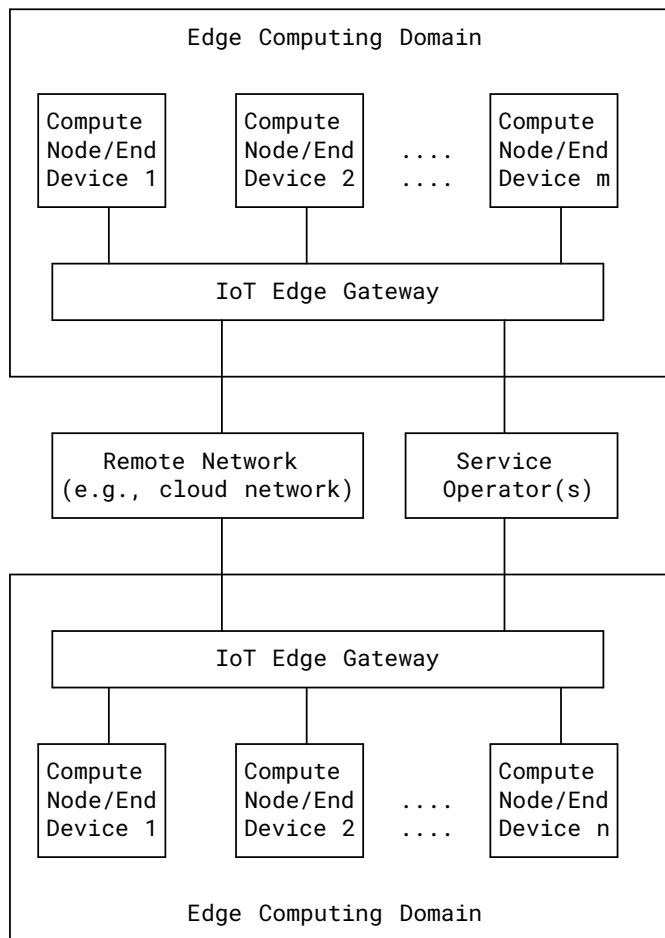 Edge Computing Domain
Compute Compute Compute
Node/End Node/End .... Node/End
Device 1 Device 2 .... Device m
IoT Edge Gateway
Remote Network Service
(e.g., cloud network) Operator(s)
IoT Edge Gateway
Compute Compute Compute
Node/End Node/End .... Node/End
Device 1 Device 2 .... Device n
Edge Computing Domain